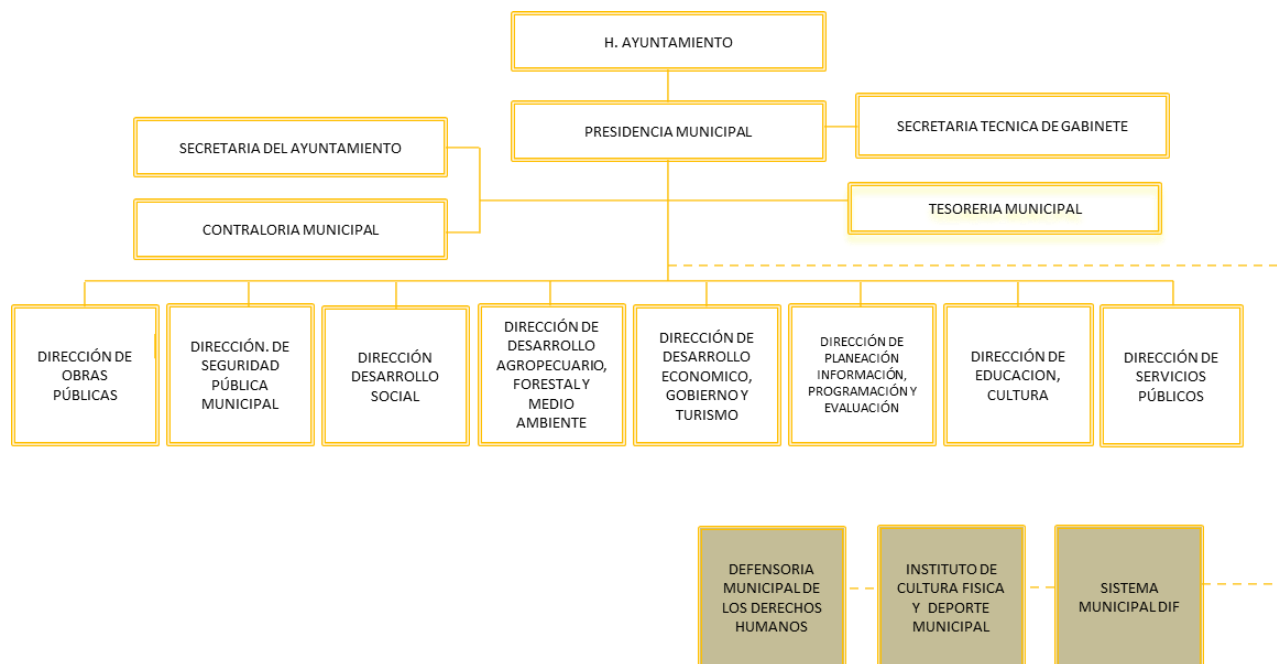 H. AYUNTAMIENTO
PRESIDENCIA MUNICIPAL
SECRETARIA TECNICA DE GABINETE
SECRETARIA DEL AYUNTAMIENTO
CONTRALORIA MUNICIPAL
TESORERIA MUNICIPAL
DIRECCIÓN DE
OBRAS
PÚBLICAS
DIRECCIÓN. DE
SEGURIDAD
PÚBLICA
MUNICIPAL
DIRECCIÓN
DESARROLLO
SOCIAL
DIRECCIÓN DE
DESARROLLO
AGROPECUARIO,
FORESTAL Y
MEDIO
AMBIENTE
DIRECCIÓN DE
DESARROLLO
ECONOMICO,
GOBIERNO Y
TURISMO
DIRECCIÓN DE
PLANEACIÓN
INFORMACIÓN,
PROGRAMACIÓN Y
EVALUACIÓN
DIRECCIÓN DE
EDUCACION,
CULTURA
DIRECCIÓN DE
SERVICIOS
PÚBLICOS
DEFENSORIA
MUNICIPAL DE
LOS DERECHOS
HUMANOS
INSTITUTO DE
CULTURA FISICA
Y DEPORTE
MUNICIPAL
SISTEMA
MUNICIPAL DIF